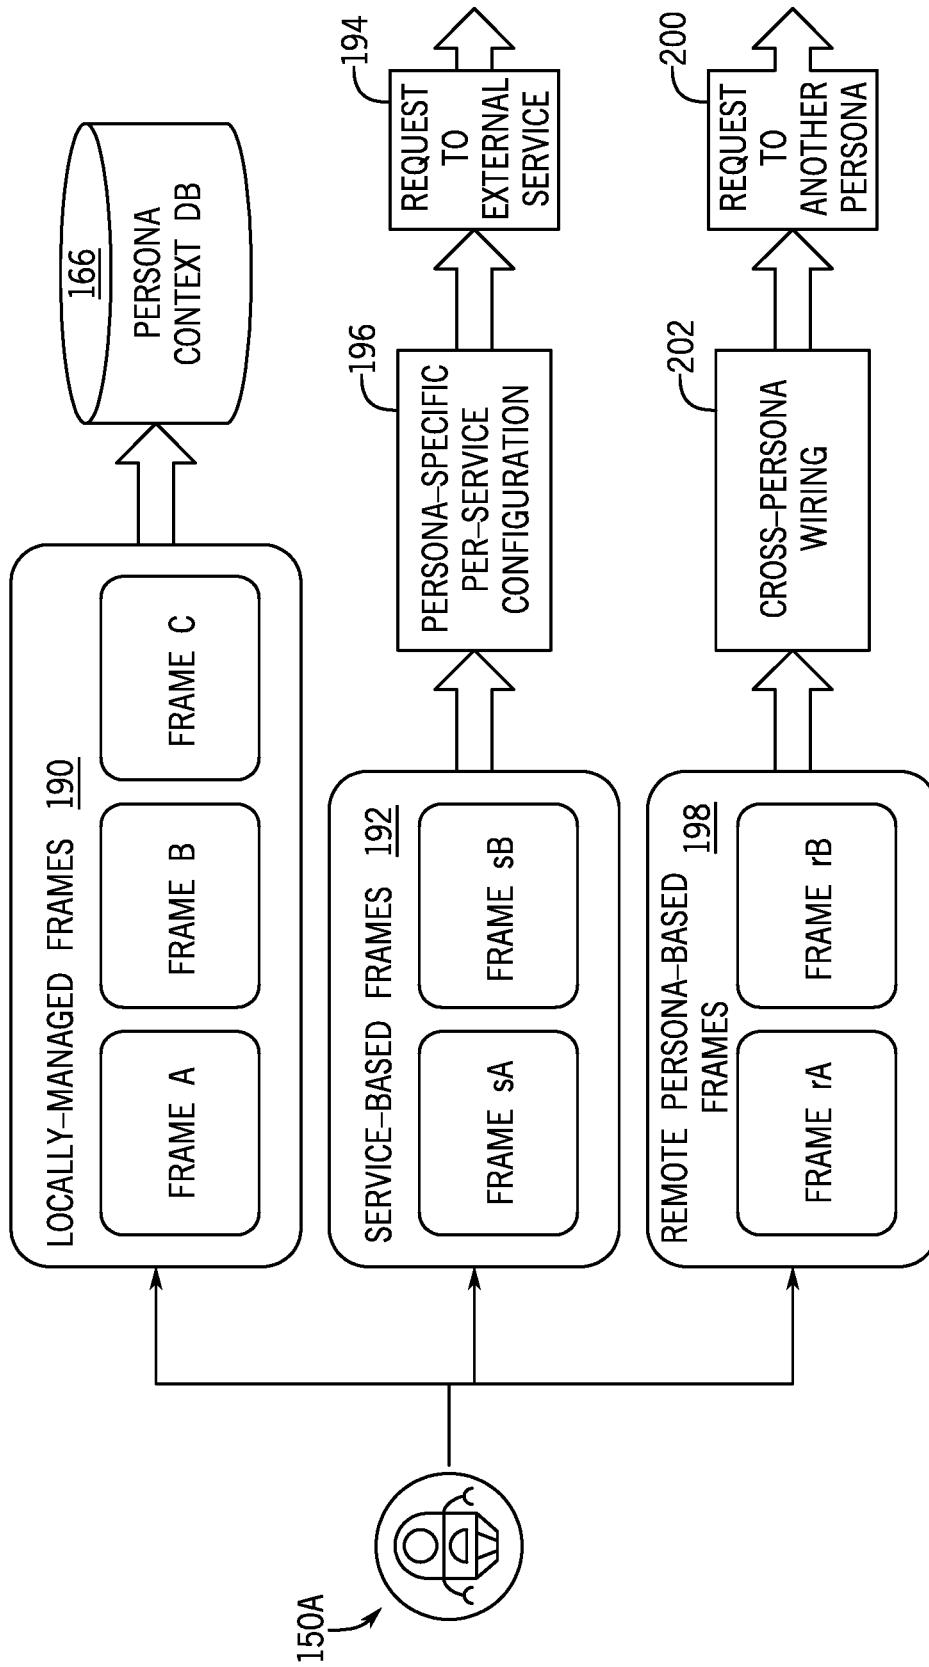 150A
LOCALLY-MANAGED FRAMES 190
FRAME A
FRAME B
FRAME C
166
PERSONA
CONTEXT DB
SERVICE-BASED FRAMES 192
FRAME sA
FRAME sB
196
PERSONA-SPECIFIC
PER-SERVICE
CONFIGURATION
194
REQUEST
TO
EXTERNAL
SERVICE
REMOTE PERSONA-BASED
FRAMES
198
FRAME rA
FRAME rB
202
CROSS-PERSONA
WIRING
200
REQUEST
TO
ANOTHER
PERSONA